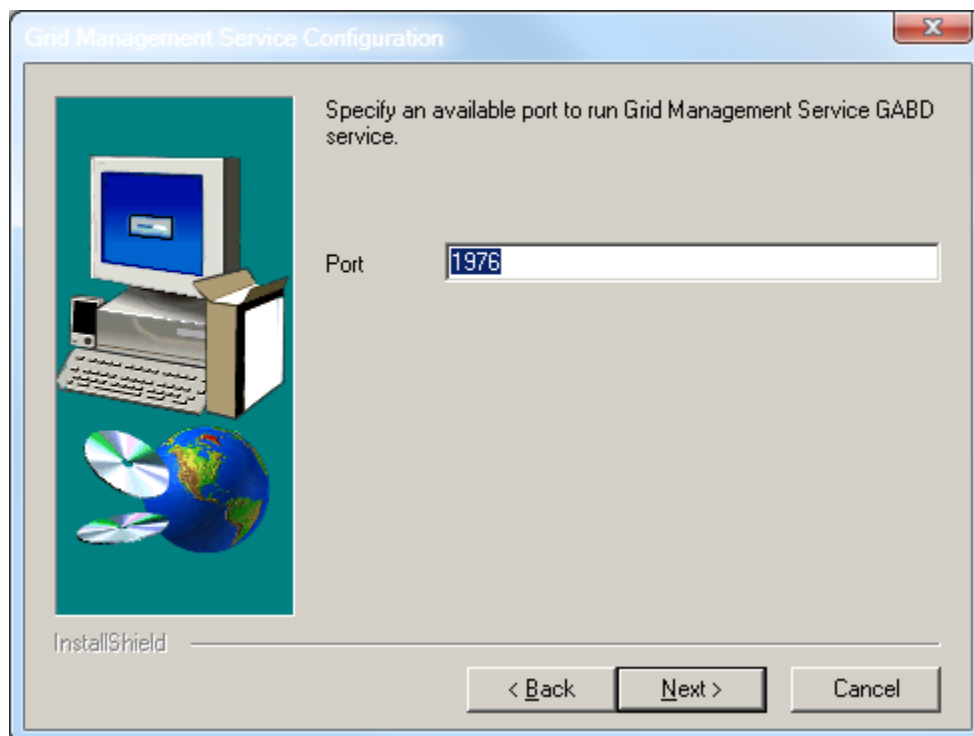 Grid Management Service Configuration
Specify an available port to run Grid Management Service GABD
service.
Port
1976
InstallShield
< Back
Next >
Cancel